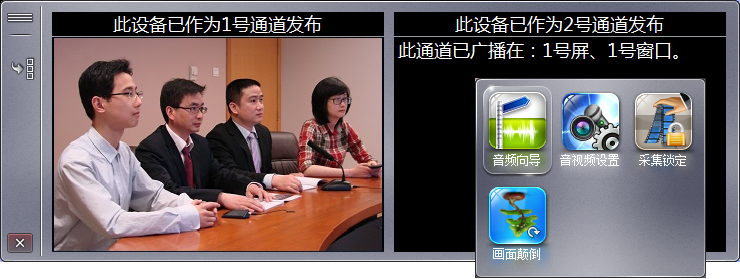 此设备已作为1号通道发布
此设备已作为2号通道发布
此通道已广播在：1号屏、1号窗口。
音频向导
音视频设置
采集锁定
画面颠倒